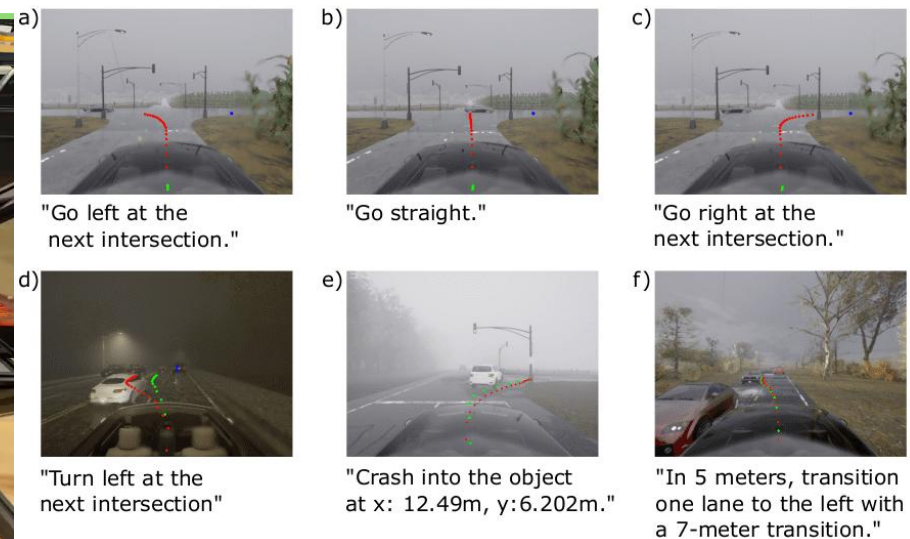 a)
b)
c)
"Go left at the
next intersection."
"Go straight."
"Go right at the
next intersection."
d)
e)
f)
"Turn left at the
next intersection"
"Crash into the object
at x: 12.49m, y:6.202m."
"In 5 meters, transition
one lane to the left with
a 7-meter transition."